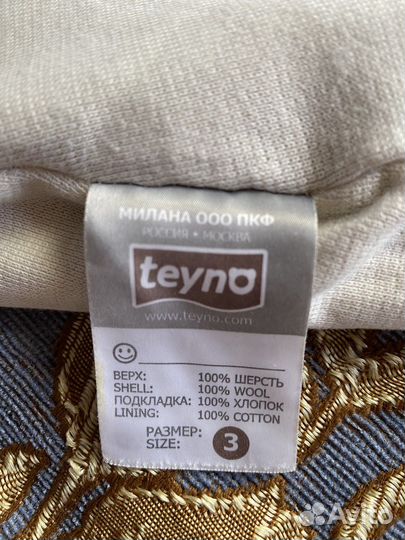 МИЛАНА ООО ПКФ
РОССИЯ • МОСКВА
teyno
www.teyno.com
ВЕРХ: 100% ШЕРСТЬ
SHELL: 100% WOOL
ПОДКЛАДКА: 100% ХЛОПОК
LINING: 100% COTTON
РАЗМЕР:
SIZE: 3
Avito